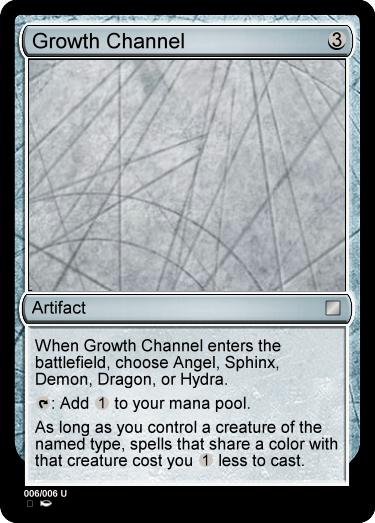 Growth Channel 3
Artifact
When Growth Channel enters the
battlefield, choose Angel, Sphinx,
Demon, Dragon, or Hydra.
: Add 1 to your mana pool.
As long as you control a creature of the
named type, spells that share a color with
that creature cost you 1 less to cast.
006/006 U